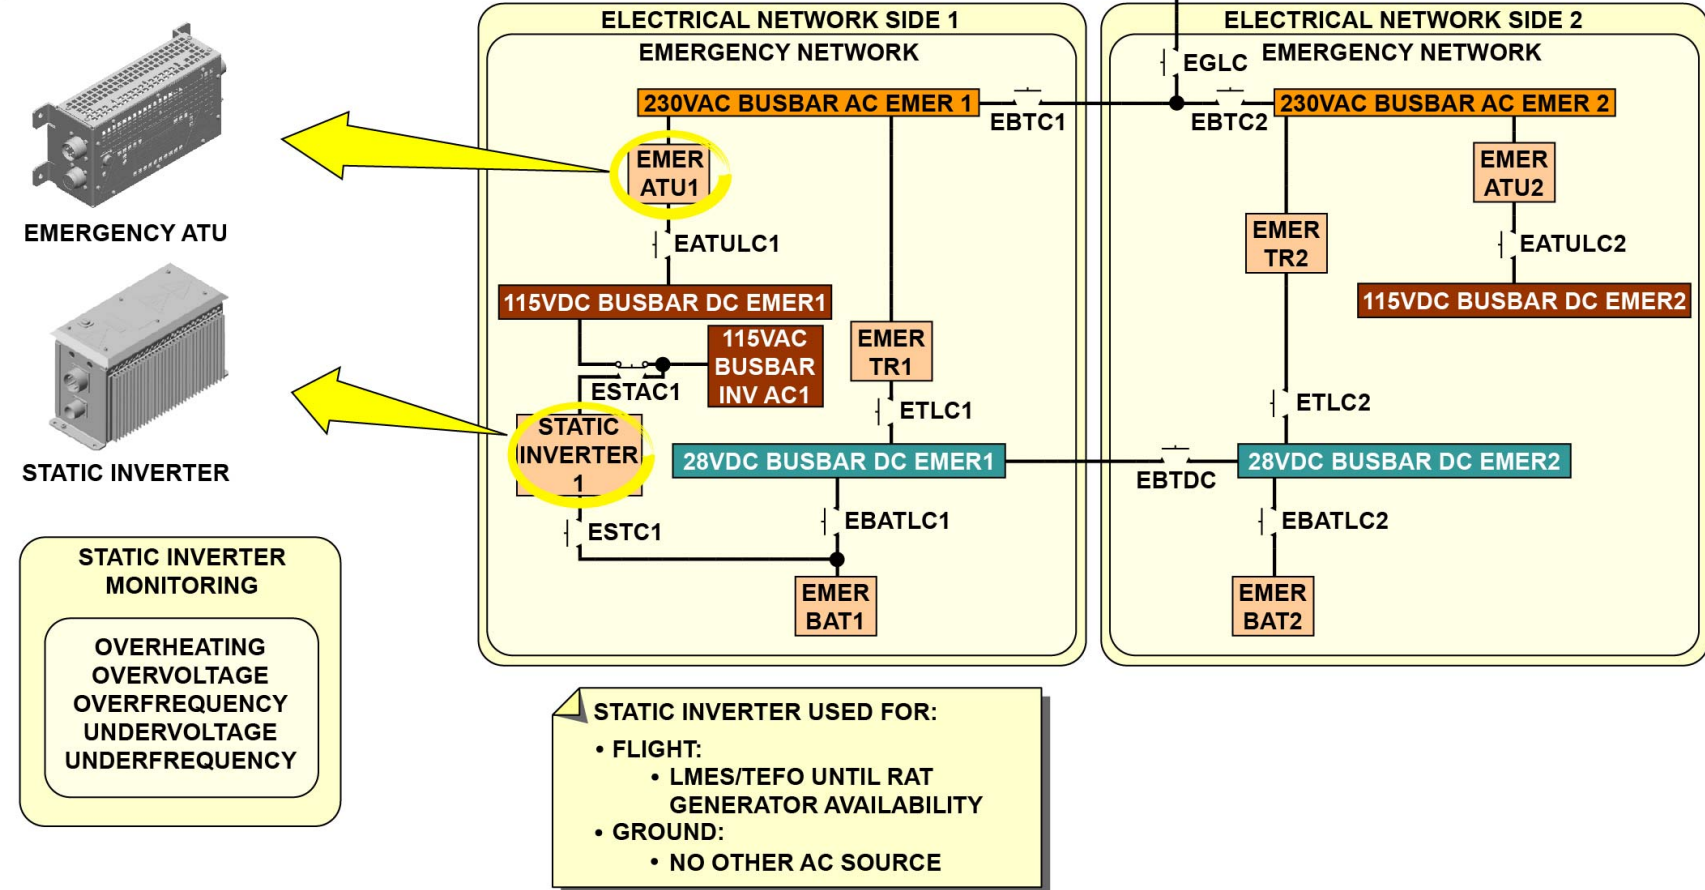 ELECTRICAL NETWORK SIDE 1
EMERGENCY NETWORK
ELECTRICAL NETWORK SIDE 2
EMERGENCY NETWORK
EGLC
230VAC BUSBAR AC EMER 1
EBTC1
EBTC2
230VAC BUSBAR AC EMER 2
EMER
ATU1
EMER
ATU2
EMERGENCY ATU
EATULC1
EMER
TR2
EATULC2
115VDC BUSBAR DC EMER1
115VDC BUSBAR DC EMER2
115VAC
BUSBAR
INV AC1
EMER
TR1
ESTAC1
ETLC1
ETLC2
STATIC
INVERTER
1
STATIC INVERTER
28VDC BUSBAR DC EMER1
EBTDC
28VDC BUSBAR DC EMER2
ESTC1
EBATLC1
EBATLC2
EMER
BAT1
EMER
BAT2
STATIC INVERTER
MONITORING
OVERHEATING
OVERVOLTAGE
OVERFREQUENCY
UNDERVOLTAGE
UNDERFREQUENCY
STATIC INVERTER USED FOR:
• FLIGHT:
• LMES/TEFO UNTIL RAT
GENERATOR AVAILABILITY
• GROUND:
• NO OTHER AC SOURCE